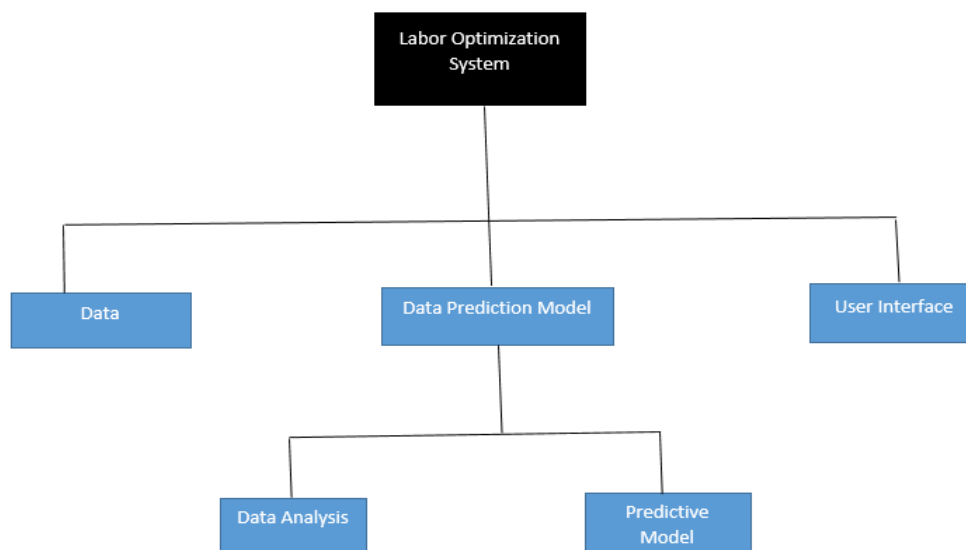 Labor Optimization
System
Data
Data Prediction Model
User Interface
Data Analysis
Predictive
Model